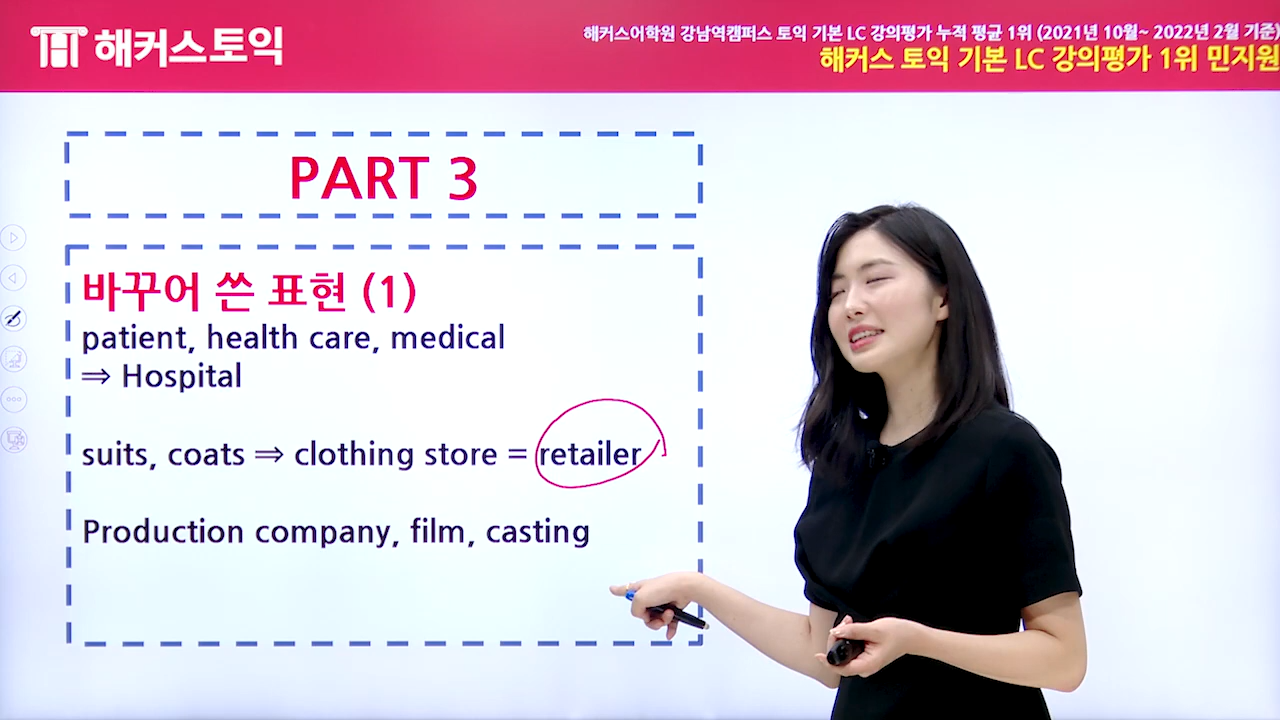 해커스토익
해커스어학원 강남역캠퍼스 토익 기본 LC 강의평가 누적 평균 1위 (2021년 10월~ 2022년 2월 기준)
해커스 토익 기본 LC 강의평가 1위 민지원
PART 3
바꾸어 쓴 표현 (1)
patient, health care, medical
⇒ Hospital
suits, coats ⇒ clothing store = retailer
Production company, film, casting